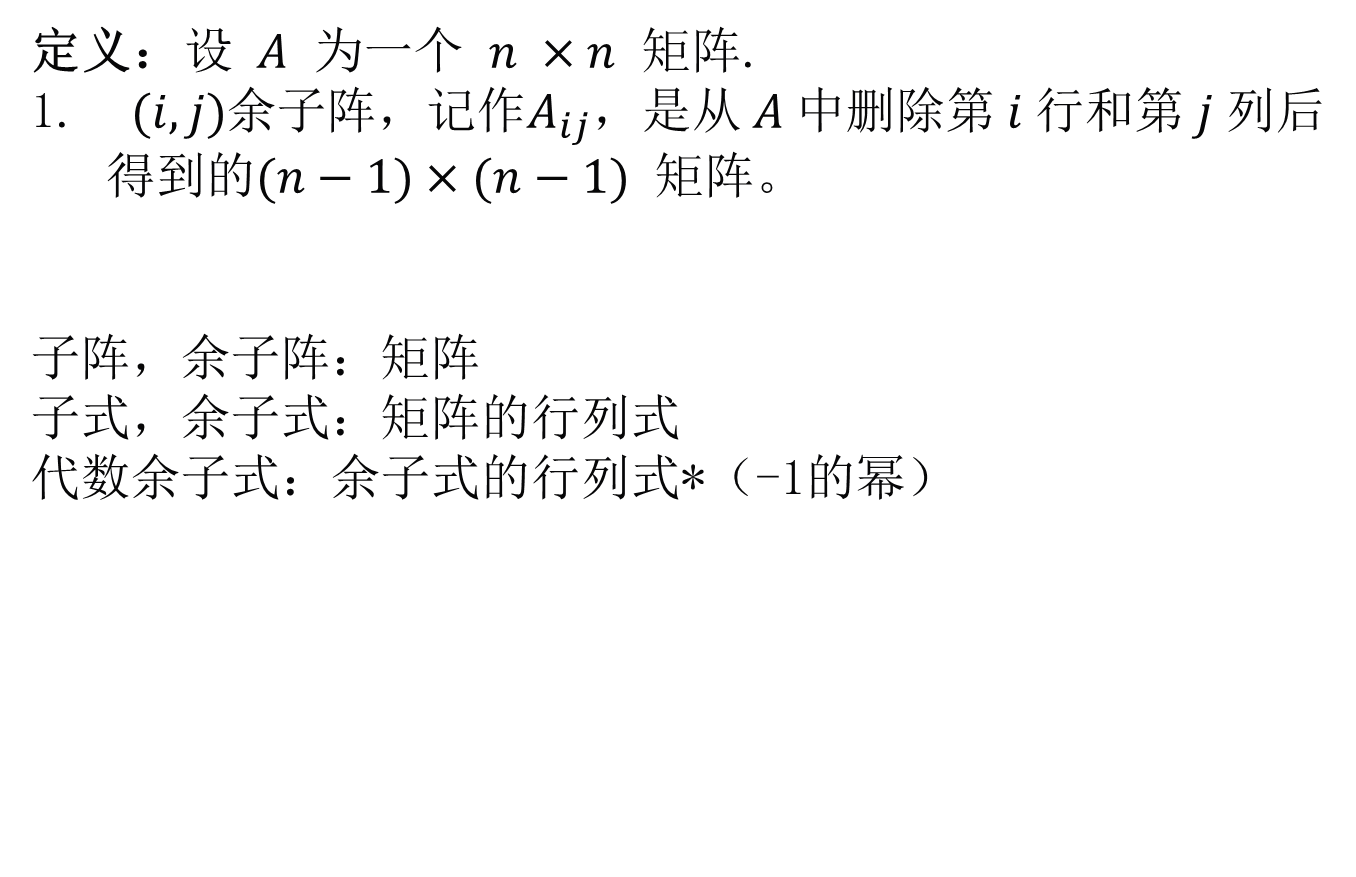 定义：设 A 为一个 n × n 矩阵.
1. (i,j)余子阵，记作A_{ij}，是从 A 中删除第 i 行和第 j 列后
得到的(n − 1) × (n − 1) 矩阵。
子阵，余子阵：矩阵
子式，余子式：矩阵的行列式
代数余子式：余子式的行列式*（-1的幂）